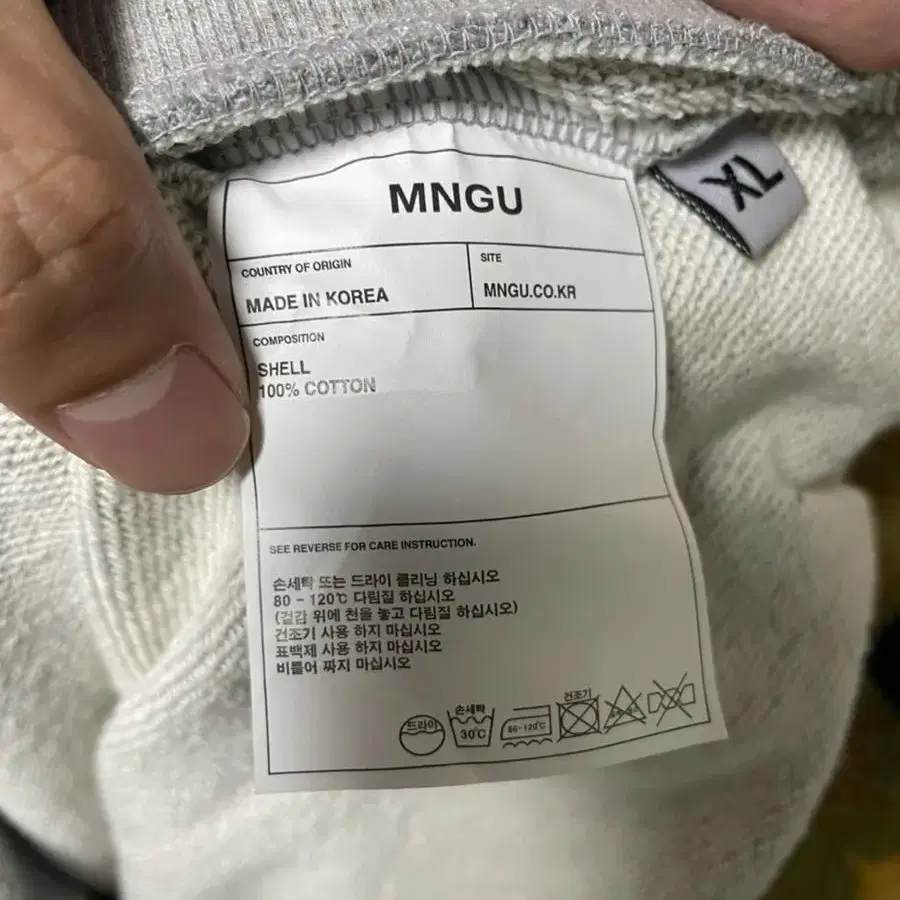 MNGU
XL
COUNTRY OF ORIGIN
MADE IN KOREA
SITE
MNGU.CO.KR
COMPOSITION
SHELL
100% COTTON
SEE REVERSE FOR CARE INSTRUCTION.
손세탁 또는 드라이 클리닝 하십시오
80 - 120℃ 다림질 하십시오
(겉감 위에 천을 놓고 다림질 하십시오)
건조기 사용 하지 마십시오
표백제 사용 하지 마십시오
비틀어 짜지 마십시오
드라이
손세탁
30℃
80-120℃
건조기